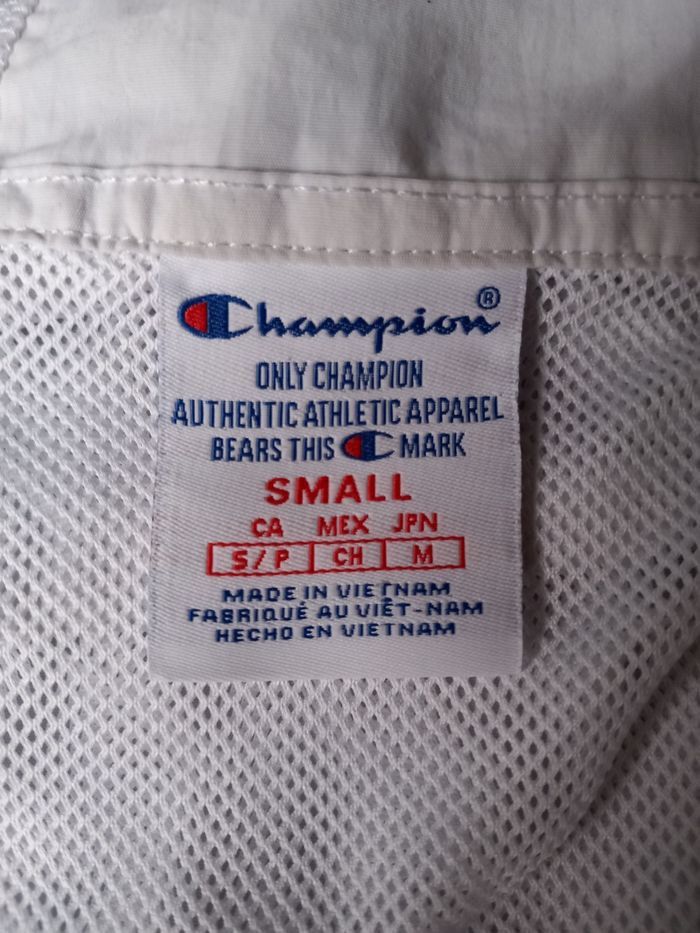 Champion®
ONLY CHAMPION
AUTHENTIC ATHLETIC APPAREL
BEARS THIS MARK
SMALL
CA MEX JPN
S/P CH M
MADE IN VIETNAM
FABRIQUÉ AU VIÊT-NAM
HECHO EN VIETNAM